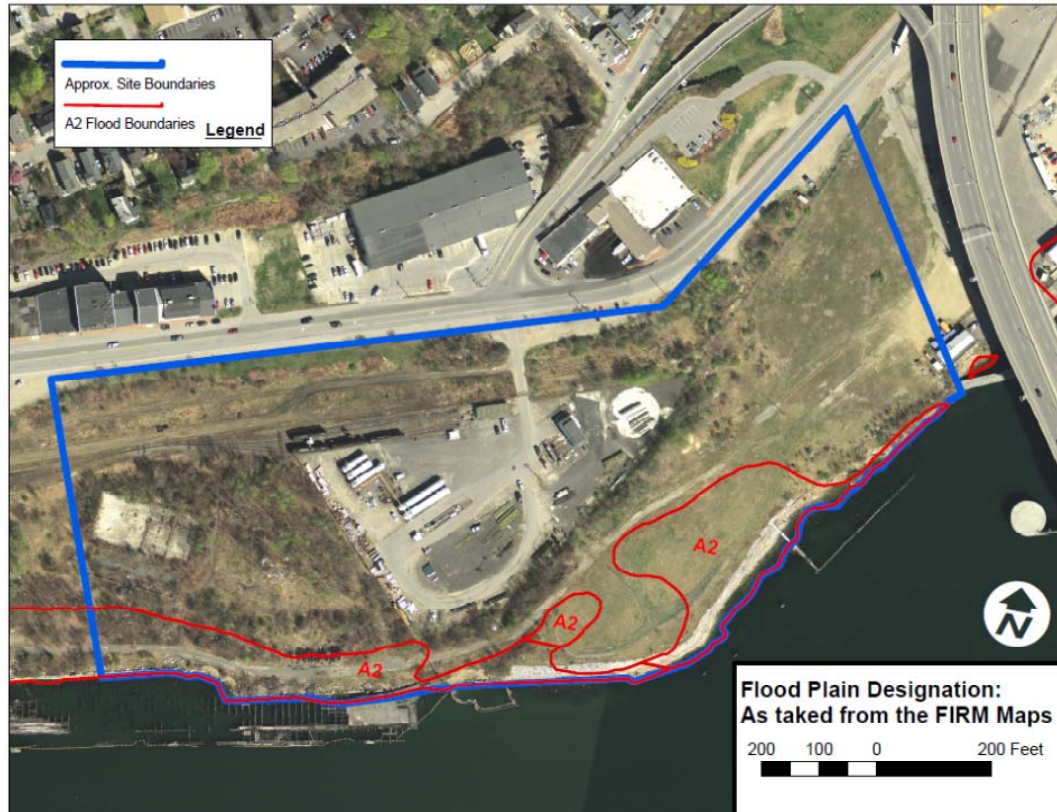 Approx. Site Boundaries
A2 Flood Boundaries
Legend
A2
A2
A2
N
Flood Plain Designation:
As taked from the FIRM Maps
200 100 0 200 Feet